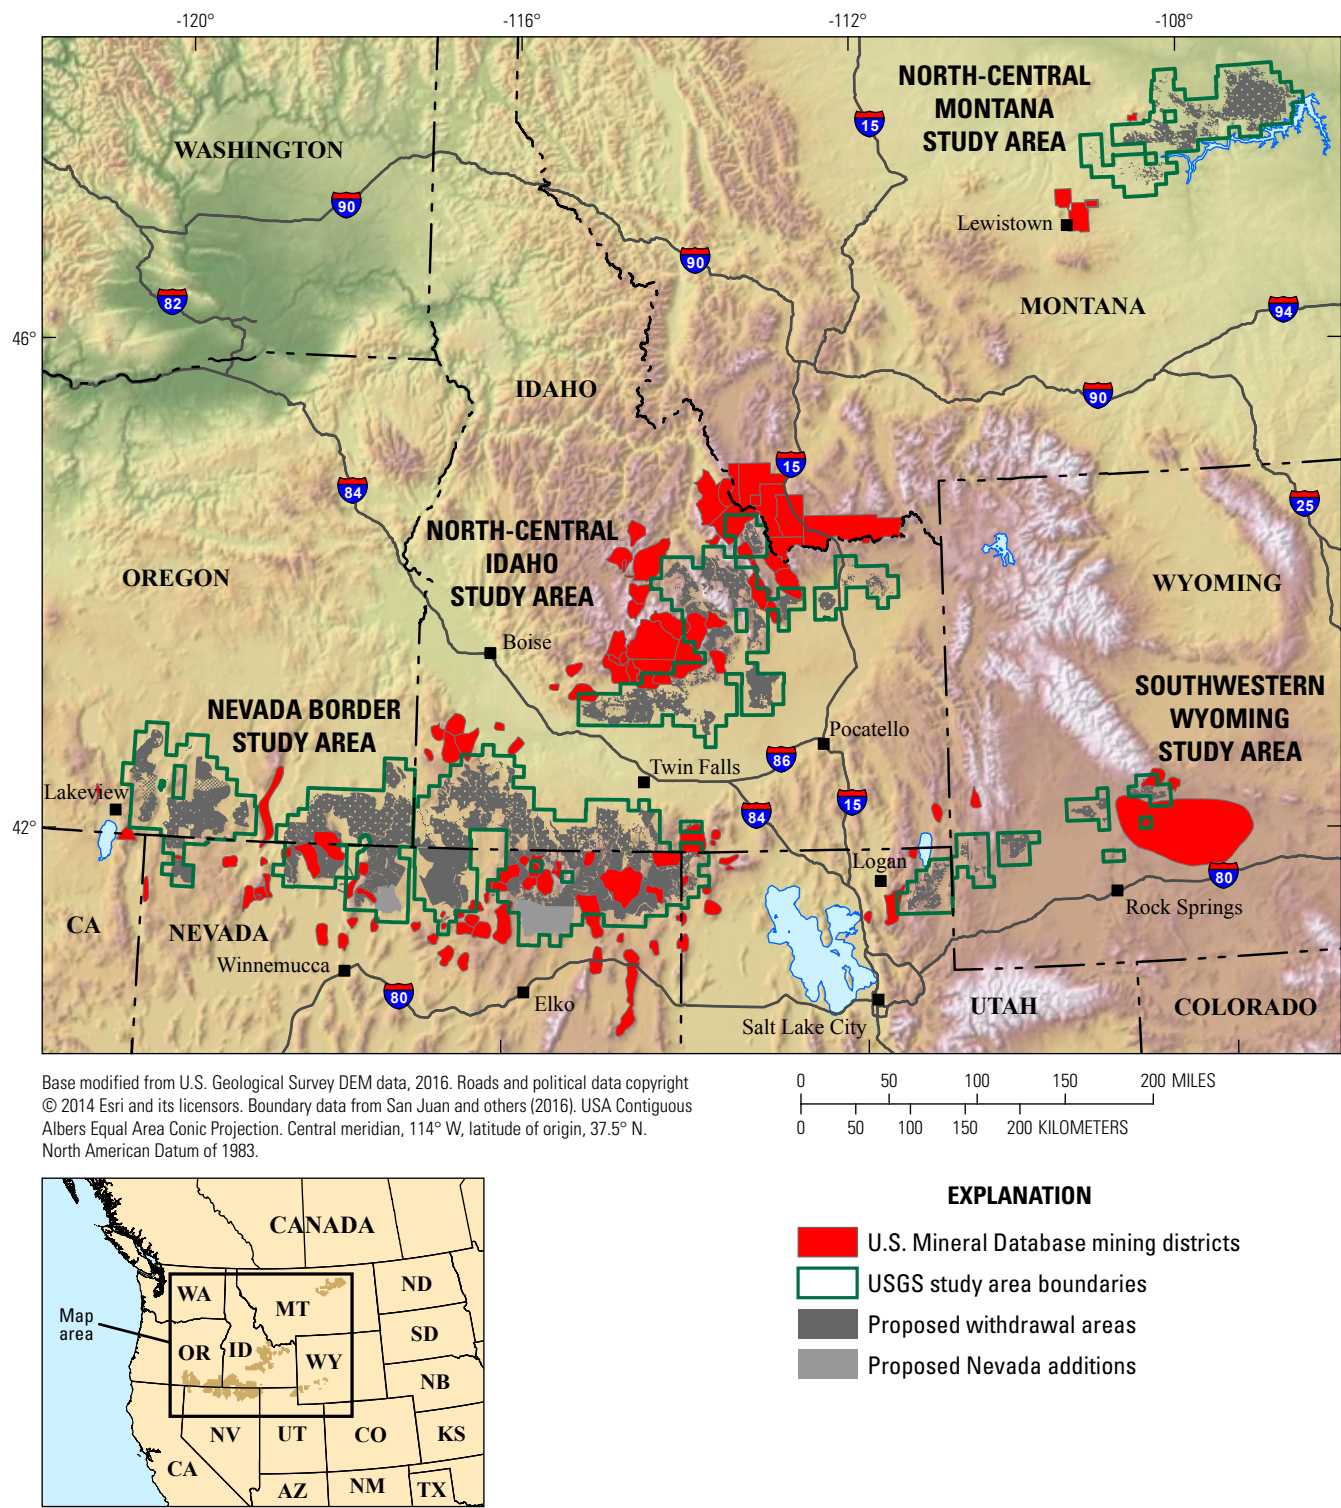 -120°
-116°
-112°
-108°
NORTH-CENTRAL
MONTANA
STUDY AREA
15
WASHINGTON
90
Lewistown
90
82
MONTANA
94
46°
IDAHO
90
15
84
25
NORTH-CENTRAL
IDAHO
STUDY AREA
OREGON
WYOMING
Boise
SOUTHWESTERN
WYOMING
STUDY AREA
NEVADA BORDER
STUDY AREA
Pocatello
86
Twin Falls
Lakeview
15
84
42°
Logan
80
Rock Springs
CA
NEVADA
Winnemucca
80
Elko
Salt Lake City
UTAH
COLORADO
Base modified from U.S. Geological Survey DEM data, 2016. Roads and political data copyright
© 2014 Esri and its licensors. Boundary data from San Juan and others (2016). USA Contiguous
Albers Equal Area Conic Projection. Central meridian, 114° W, latitude of origin, 37.5° N.
North American Datum of 1983.
0 50 100 150 200 MILES
0 50 100 150 200 KILOMETERS
CANADA
WA
MT
ND
Map
area
OR
ID
WY
SD
NB
NV
UT
CO
KS
CA
AZ
NM
TX
EXPLANATION
U.S. Mineral Database mining districts
USGS study area boundaries
Proposed withdrawal areas
Proposed Nevada additions